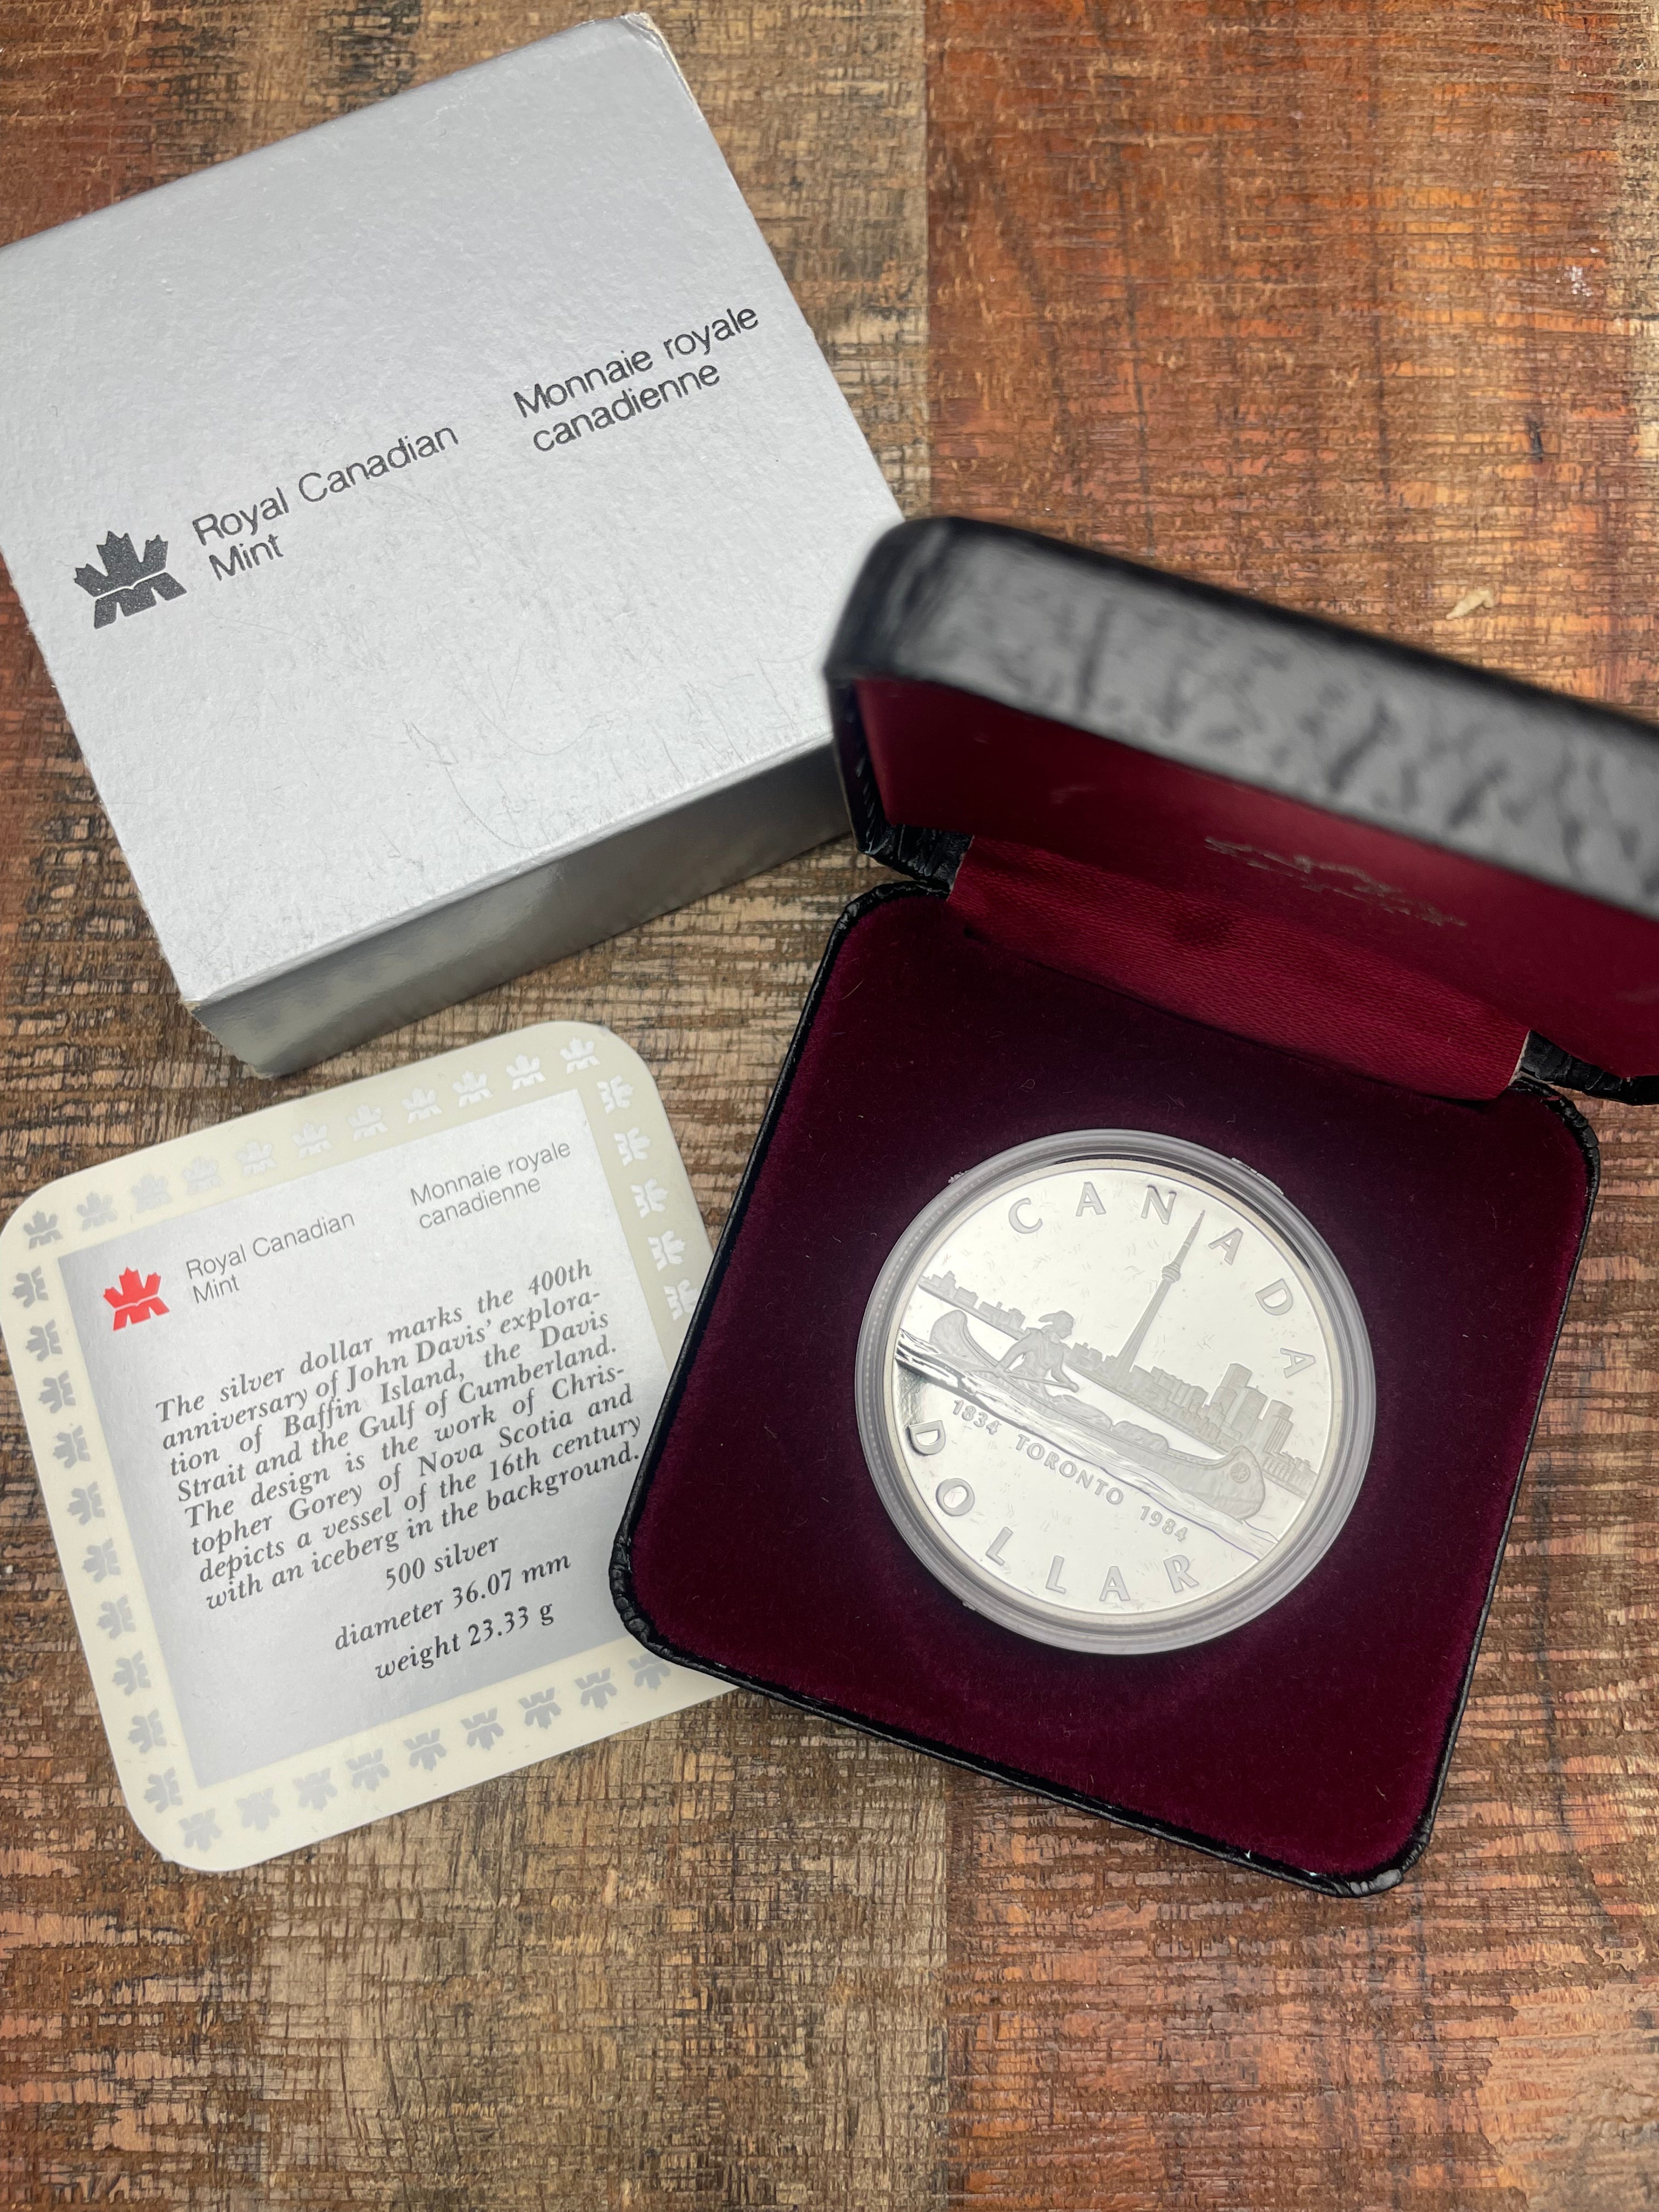 Royal Canadian
Mint
Monnaie royale
canadienne
Royal Canadian
Mint
Monnaie royale
canadienne
The silver dollar marks the 400th
anniversary of John Davis' explora-
tion of Baffin Island, the Davis
Strait and the Gulf of Cumberland.
The design is the work of Chris-
topher Gorey of Nova Scotia and
depicts a vessel of the 16th century
with an iceberg in the background.
500 silver
diameter 36.07 mm
weight 23.33 g
CANADA
1834 TORONTO 1984
DOLLAR